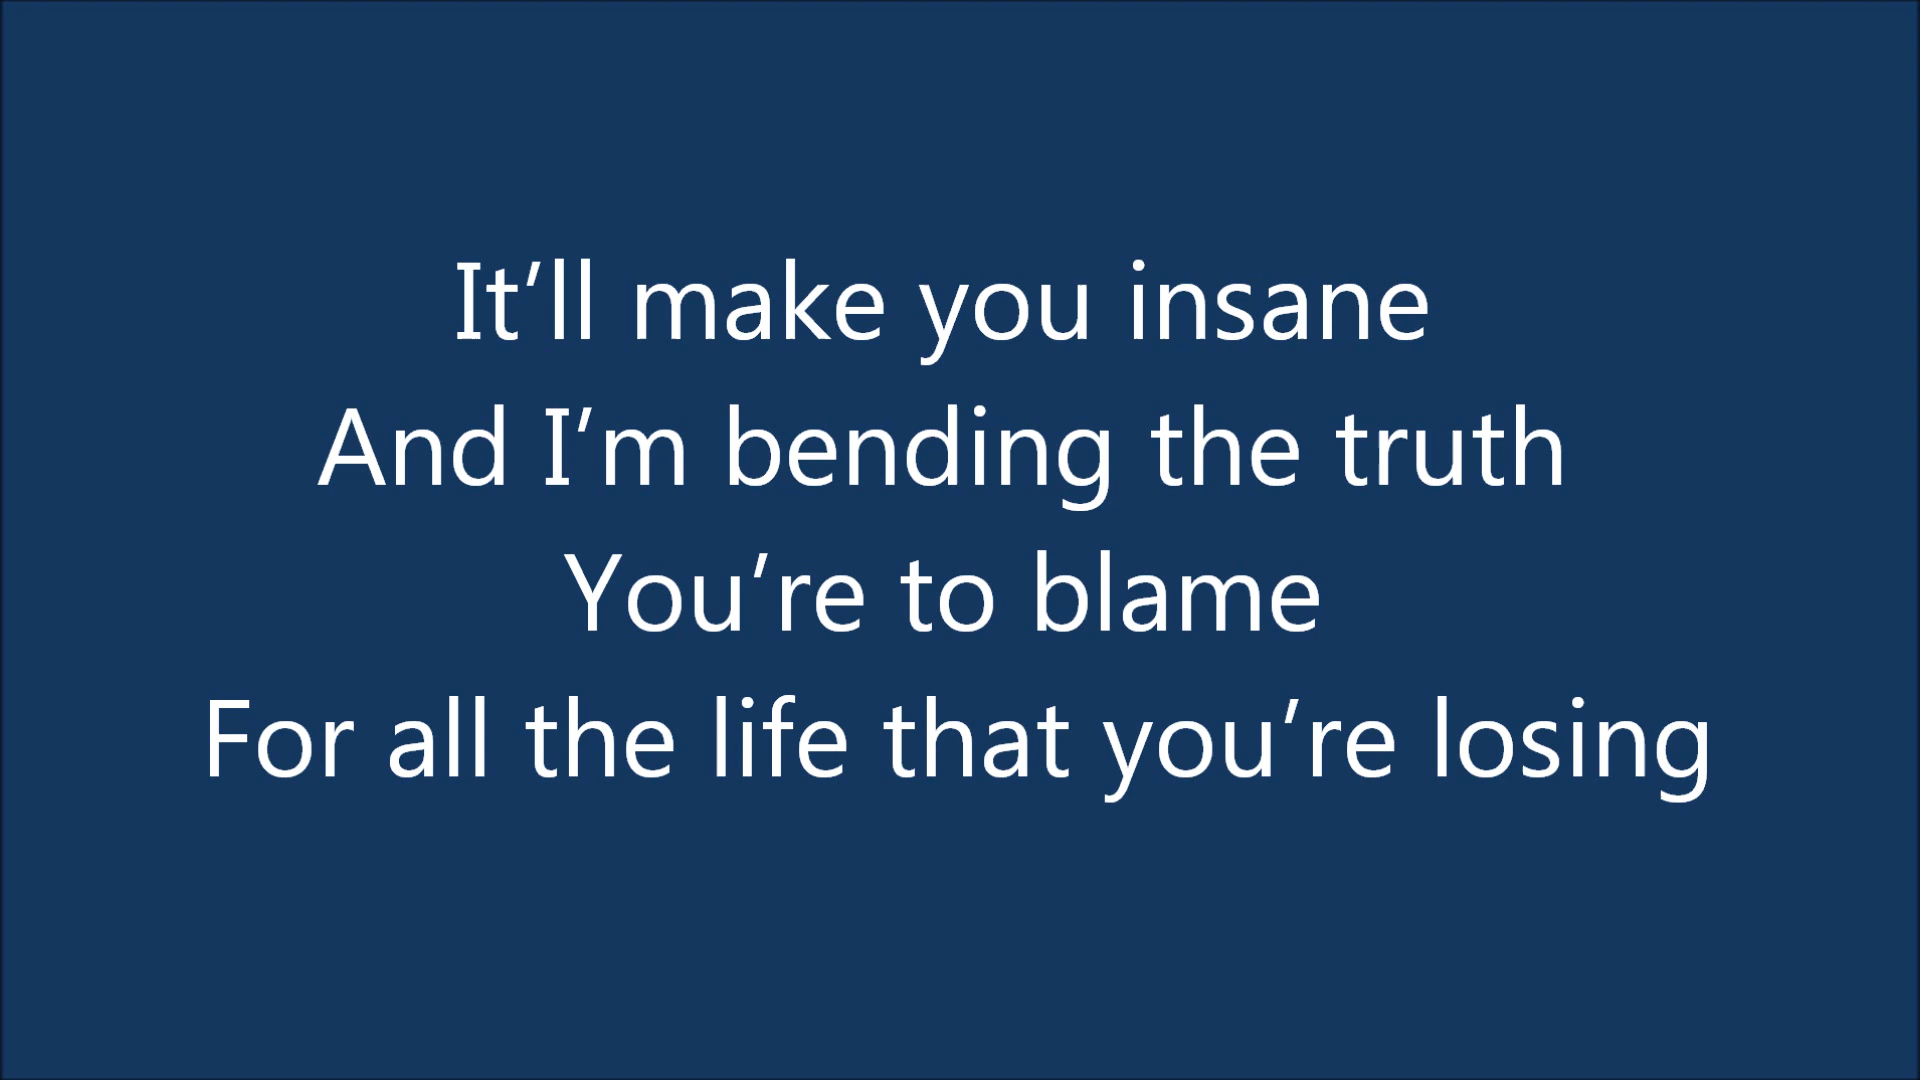 It’ll make you insane
And I’m bending the truth
You’re to blame
For all the life that you’re losing